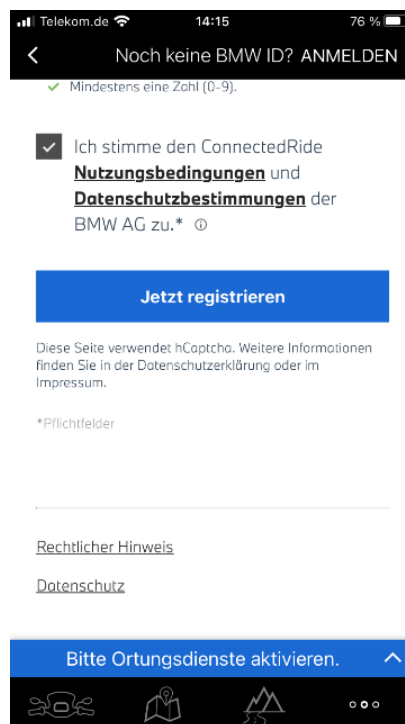 Telekom.de 14:15 76 %
Noch keine BMW ID? ANMELDEN
Mindestens eine Zahl (0-9).
Ich stimme den ConnectedRide
Nutzungsbedingungen und
Datenschutzbestimmungen der
BMW AG zu.*
Jetzt registrieren
Diese Seite verwendet hCaptcha. Weitere Informationen
finden Sie in der Datenschutzerklärung oder im
Impressum.
*Pflichtfelder
Rechtlicher Hinweis
Datenschutz
Bitte Ortungsdienste aktivieren.